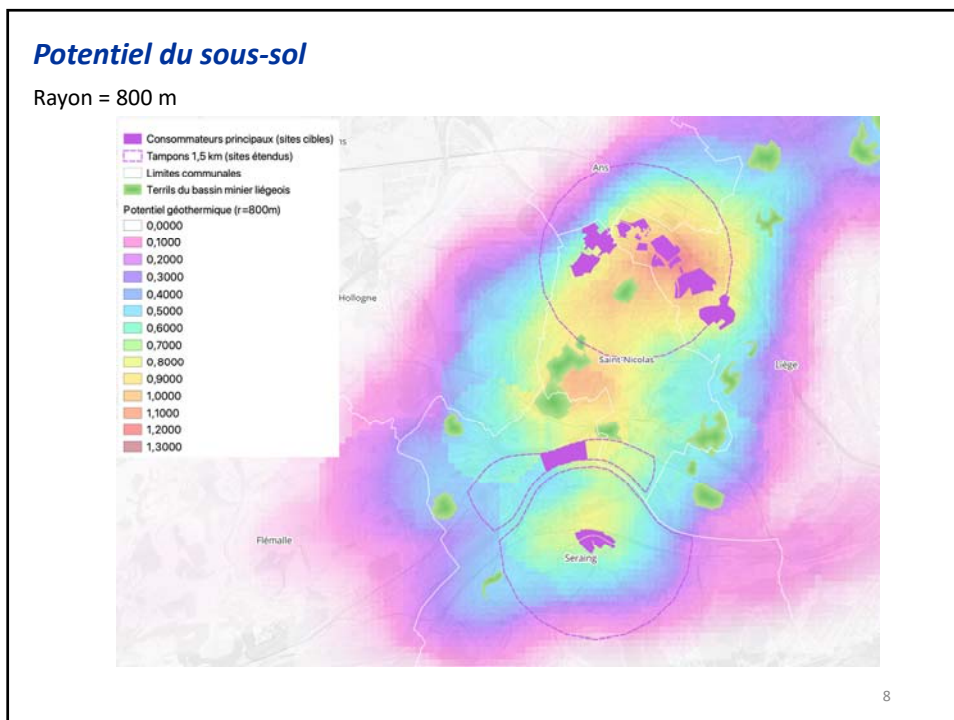 Potentiel du sous-sol
Rayon = 800 m
Consommateurs principaux (sites cibles)
ns
Tampons 1,5 km (sites étendus)
Limites communales
Terrils du bassin minier liégeois
Potentiel géothermique (r=800m)
0,0000
0,1000
0,2000
0,3000
0,4000
0,5000
0,6000
0,7000
0,8000
0,9000
1,0000
1,1000
1,2000
1,3000
Ans
Hollogne
Saint-Nicolas
Liège
Flémalle
Seraing
8